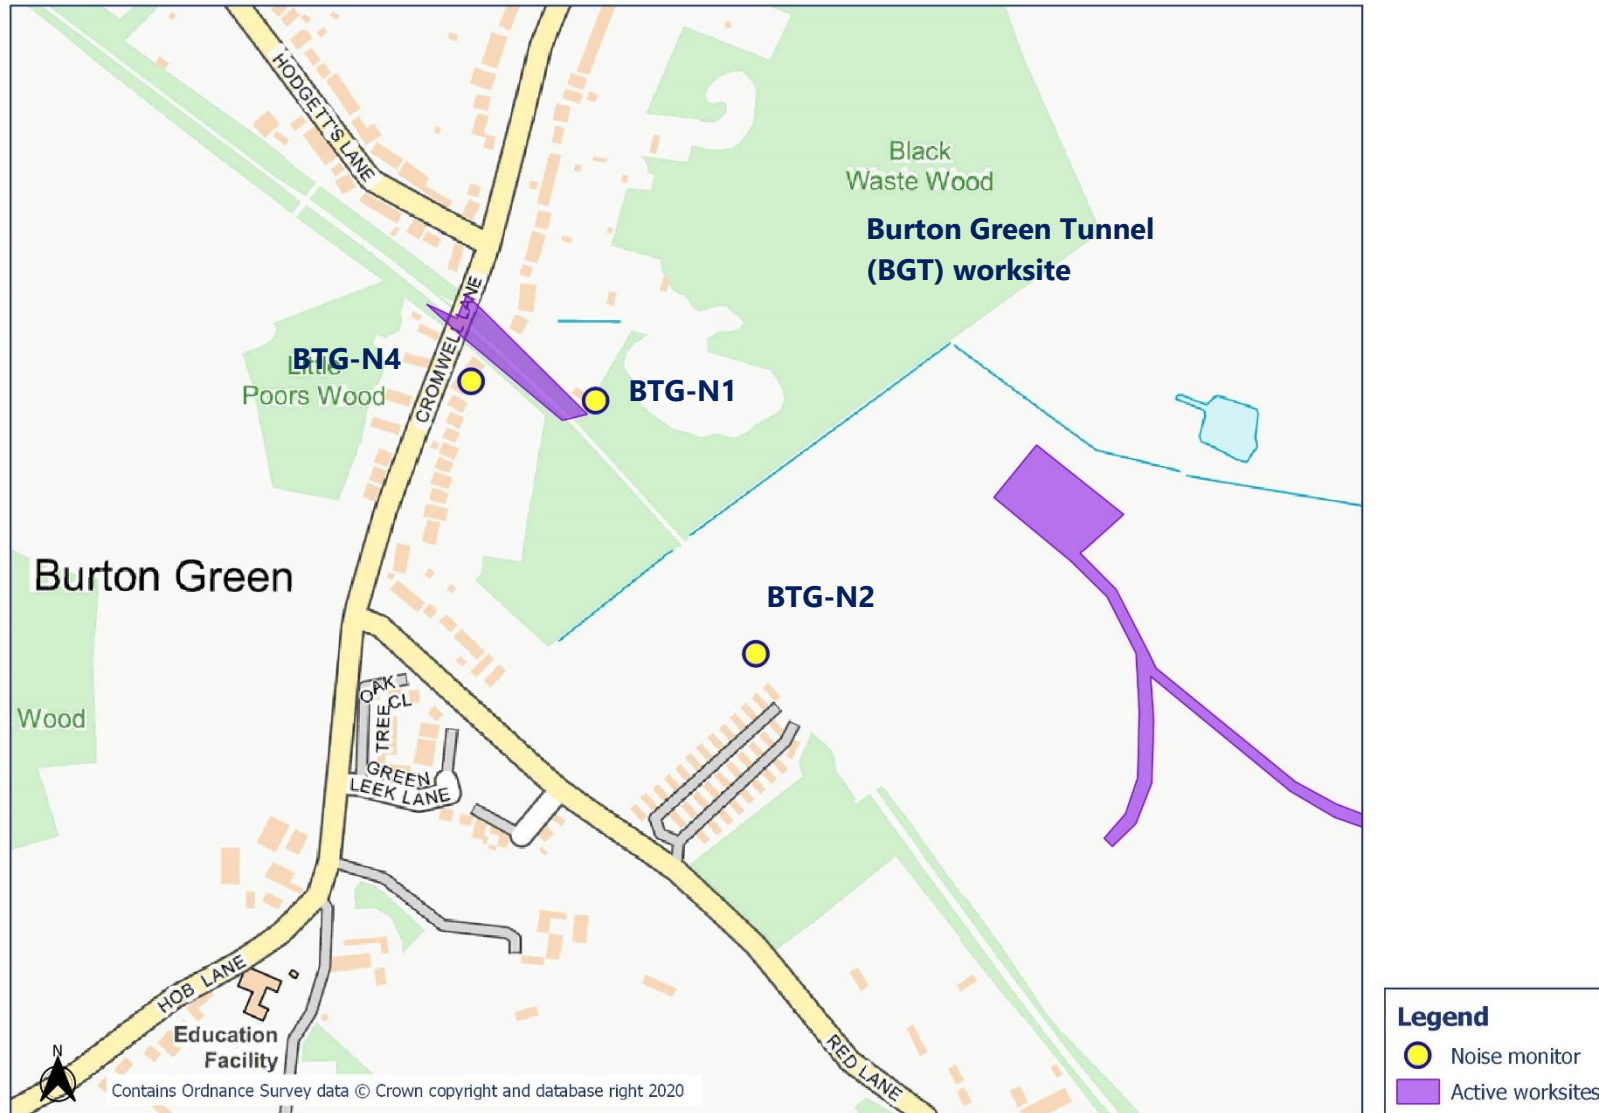 HODGETT'S LANE
Black
Waste Wood
Burton Green Tunnel
(BGT) worksite
CROMWELL LANE
BTG-N4
Little
Poors Wood
BTG-N1
Burton Green
BTG-N2
Wood
OAK
TREE
CL
GREEN
LEEK LANE
HOB LANE
Education
Facility
RED LANE
N
Contains Ordnance Survey data © Crown copyright and database right 2020
Legend
Noise monitor
Active worksites